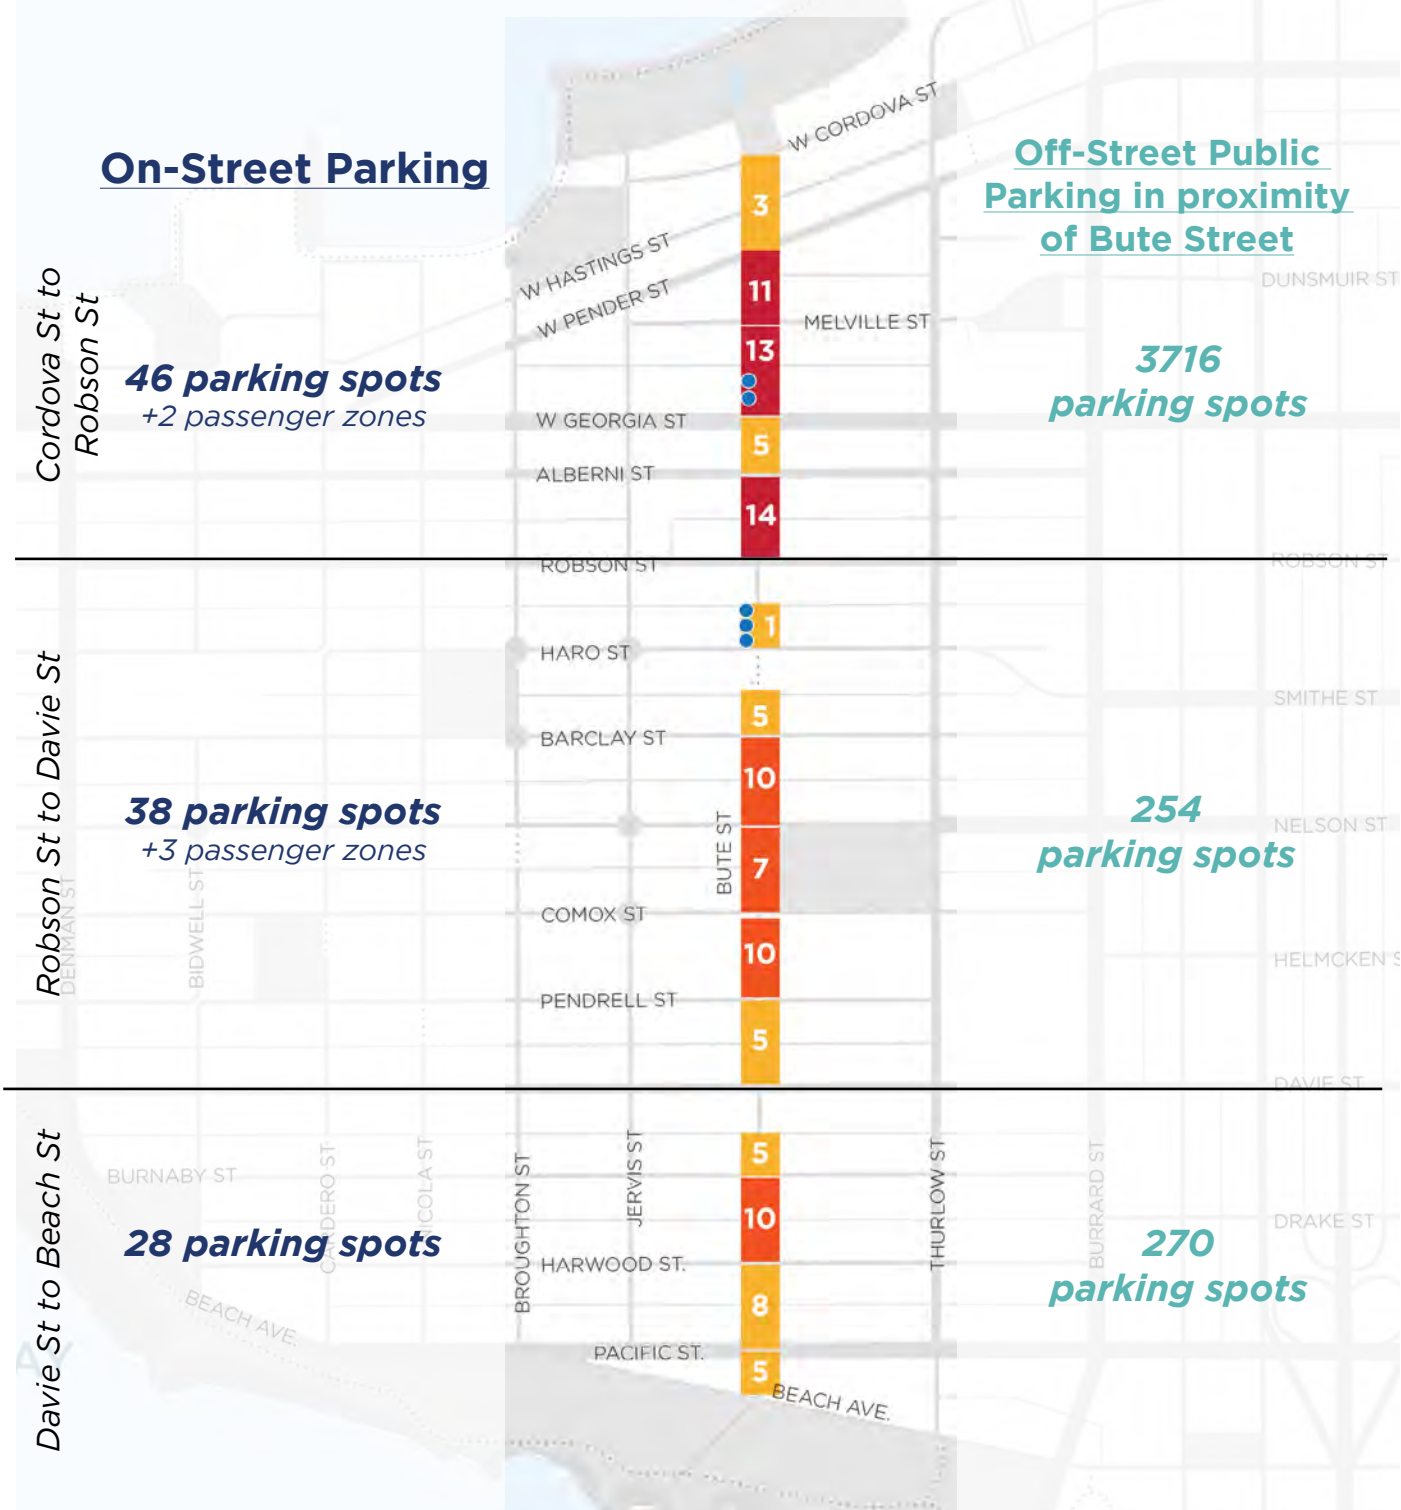 On-Street Parking
Off-Street Public
Parking in proximity
of Bute Street
Cordova St to
Robson St
46 parking spots
+2 passenger zones
3716
parking spots
W CORDOVA ST
3
W HASTINGS ST
11
W PENDER ST
DUNSMUIR ST
MELVILLE ST
13
W GEORGIA ST
5
ALBERNI ST
14
ROBSON ST
ROBSON ST
Robson St to Davie St
38 parking spots
+3 passenger zones
254
parking spots
1
HARO ST
5
SMITHE ST
BARCLAY ST
10
BUTE ST
NELSON ST
7
DENMAN ST
BIDWELL ST
COMOX ST
10
HELMCKEN S
PENDRELL ST
5
DAVIE ST
Davie St to Beach St
28 parking spots
270
parking spots
5
BURNABY ST
CARDERO ST
NICOLA ST
BROUGHTON ST
JERVIS ST
THURLOW ST
BURRARD ST
10
DRAKE ST
HARWOOD ST.
8
BEACH AVE.
PACIFIC ST.
5
BEACH AVE.
AY